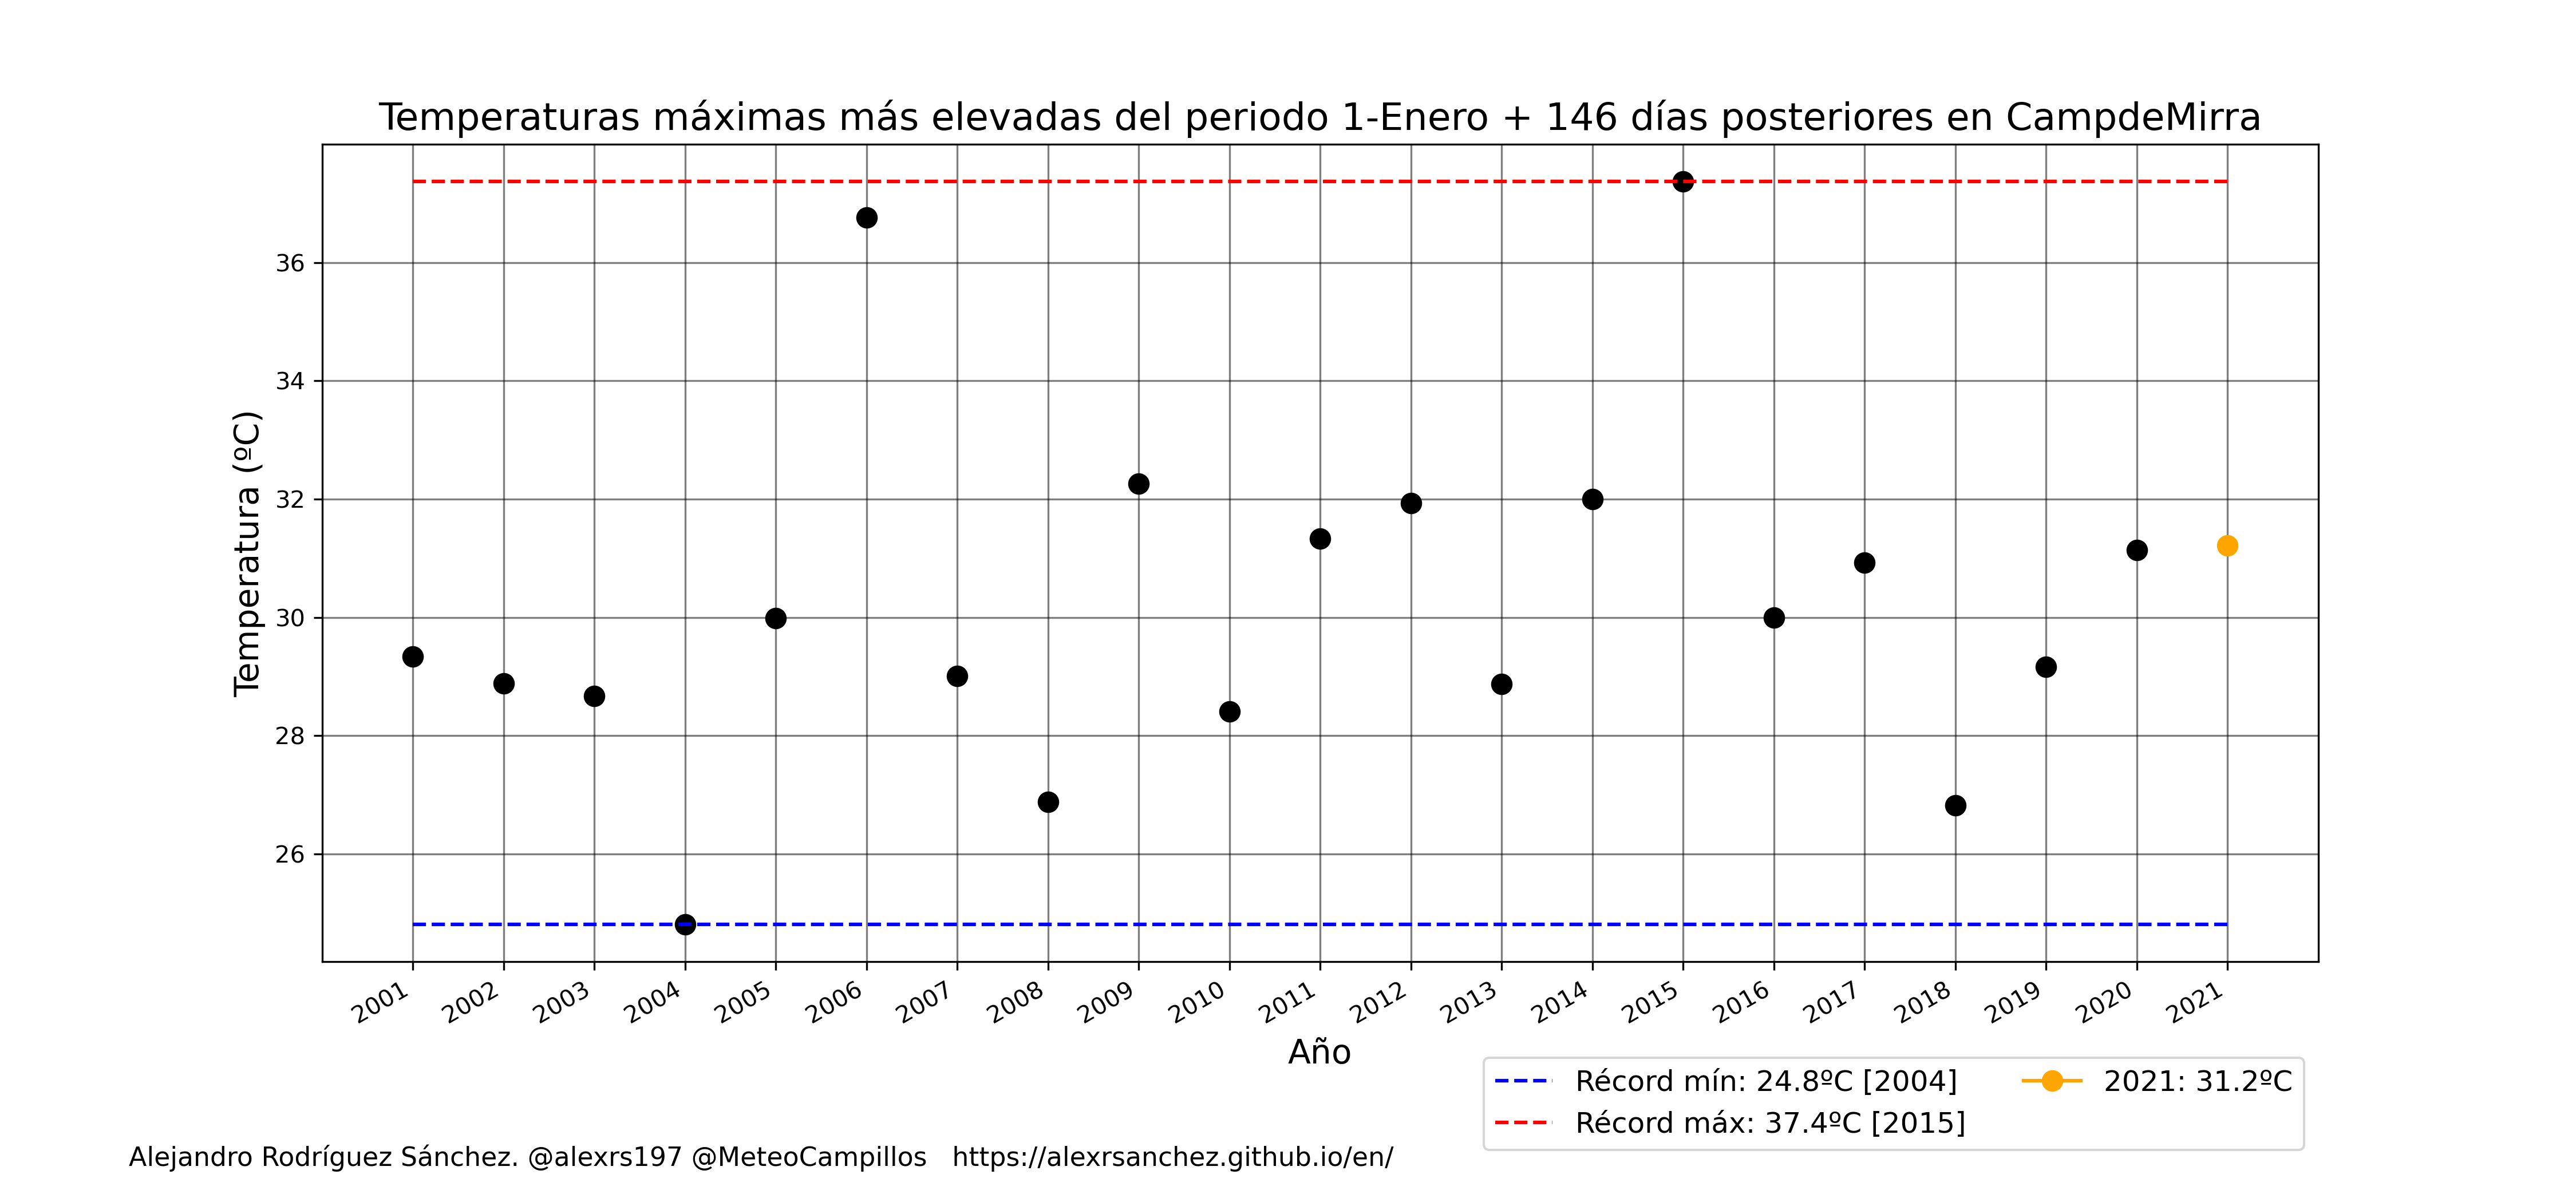 Temperaturas máximas más elevadas del periodo 1-Enero + 146 días posteriores en CampdeMirra
Temperatura (ºC)
36
34
32
30
28
26
2001 2002 2003 2004 2005 2006 2007 2008 2009 2010 2011 2012 2013 2014 2015 2016 2017 2018 2019 2020 2021
Año
Récord mín: 24.8ºC [2004]
Récord máx: 37.4ºC [2015]
2021: 31.2ºC
Alejandro Rodríguez Sánchez. @alexrs197 @MeteoCampillos https://alexrsanchez.github.io/en/